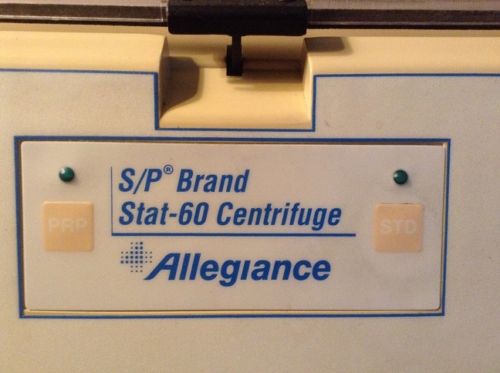 S/P® Brand
Stat-60 Centrifuge
PRP
STD
Allegiance